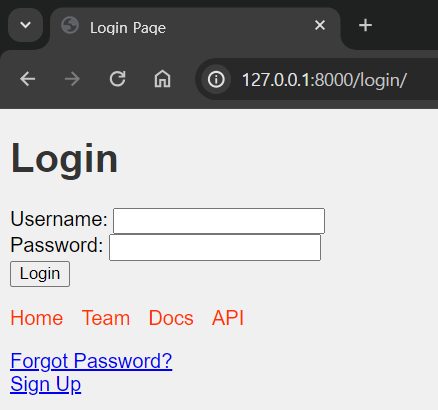 Login Page
127.0.0.1:8000/login/
Login
Username:
Password:
Login
Home Team Docs API
Forgot Password?
Sign Up